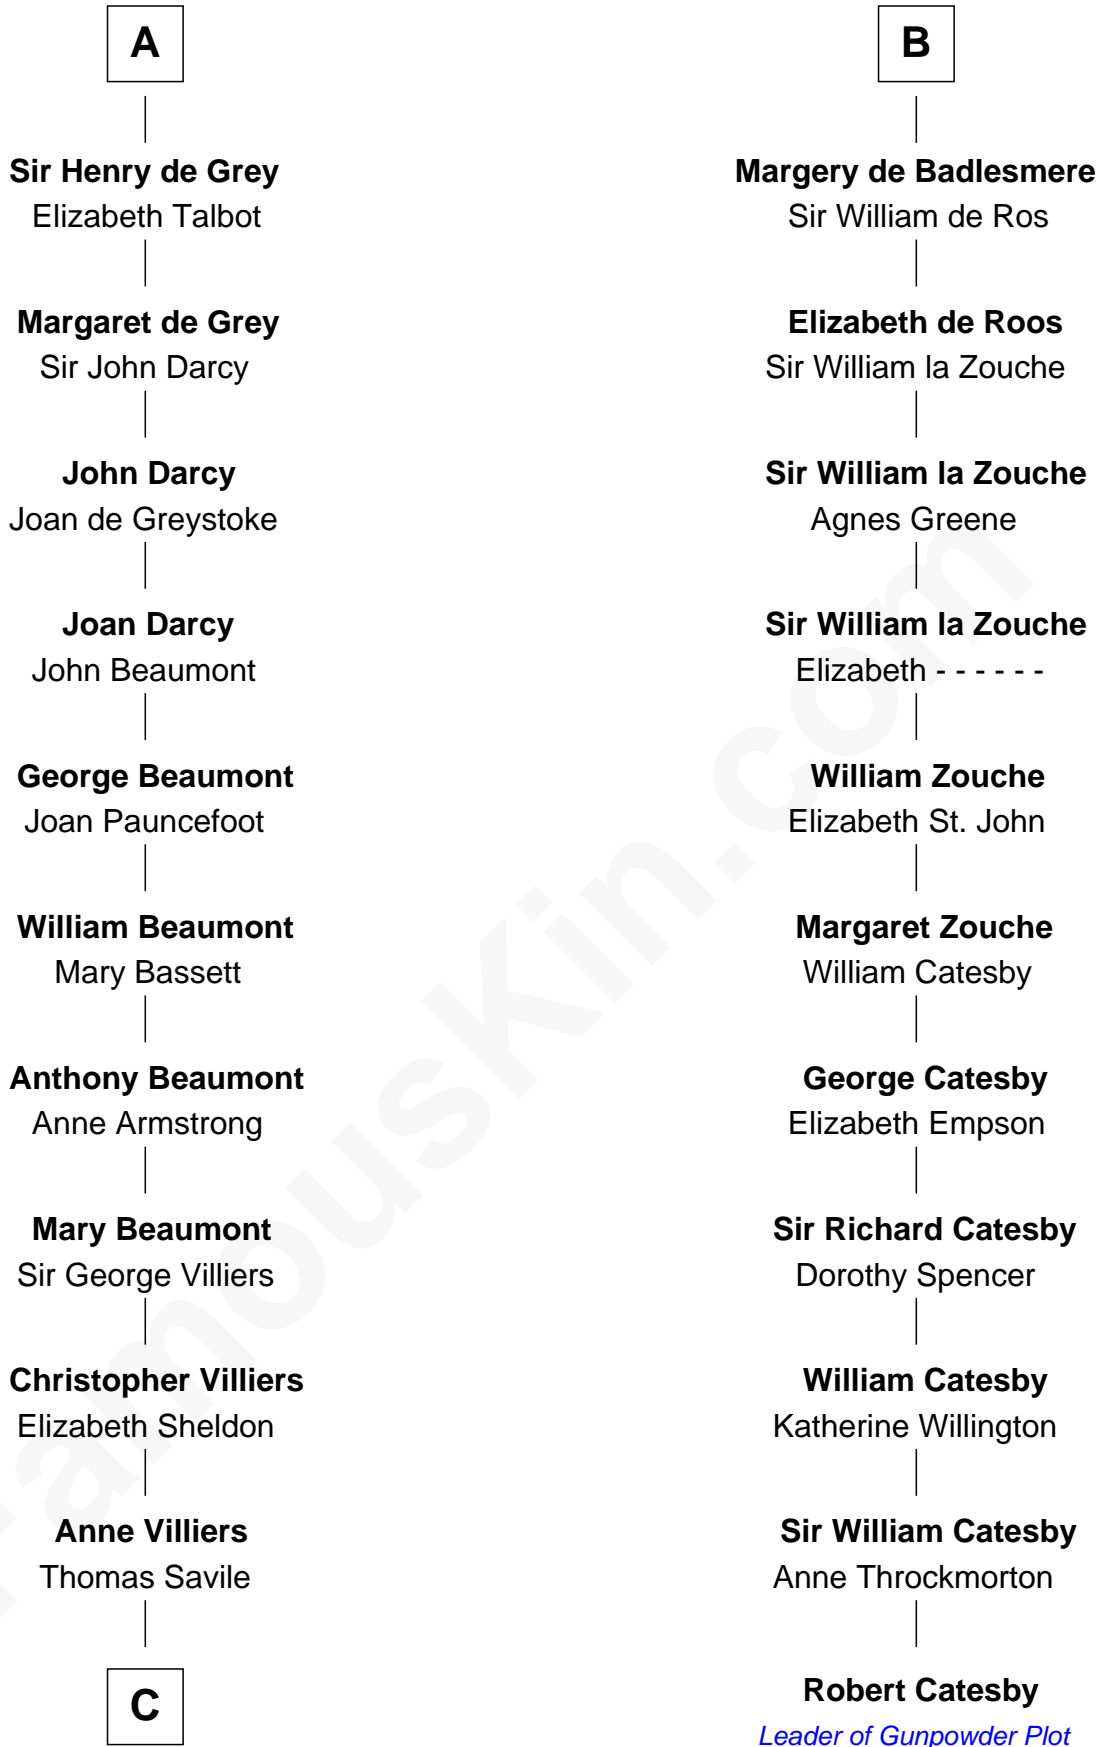 A
Sir Henry de Grey
Elizabeth Talbot
Margaret de Grey
Sir John Darcy
John Darcy
Joan de Greystoke
Joan Darcy
John Beaumont
George Beaumont
Joan Pauncefoot
William Beaumont
Mary Bassett
Anthony Beaumont
Anne Armstrong
Mary Beaumont
Sir George Villiers
Christopher Villiers
Elizabeth Sheldon
Anne Villiers
Thomas Savile
C
B
Margery de Badlesmere
Sir William de Ros
Elizabeth de Roos
Sir William la Zouche
Sir William la Zouche
Agnes Greene
Sir William la Zouche
Elizabeth - - - - - -
William Zouche
Elizabeth St. John
Margaret Zouche
William Catesby
George Catesby
Elizabeth Empson
Sir Richard Catesby
Dorothy Spencer
William Catesby
Katherine Willington
Sir William Catesby
Anne Throckmorton
Robert Catesby
Leader of Gunpowder Plot
FamousKin.com